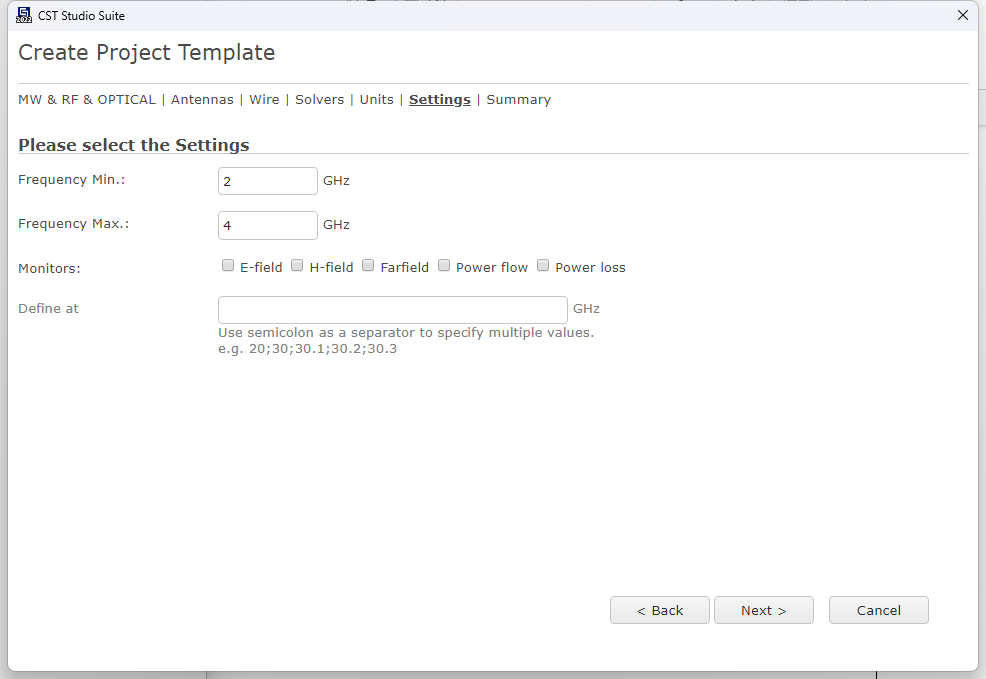 CST Studio Suite
Create Project Template
MW & RF & OPTICAL | Antennas | Wire | Solvers | Units | Settings | Summary
Please select the Settings
Frequency Min.: 2 GHz
Frequency Max.: 4 GHz
Monitors: E-field H-field Farfield Power flow Power loss
Define at GHz
Use semicolon as a separator to specify multiple values.
e.g. 20;30;30.1;30.2;30.3
< Back Next > Cancel